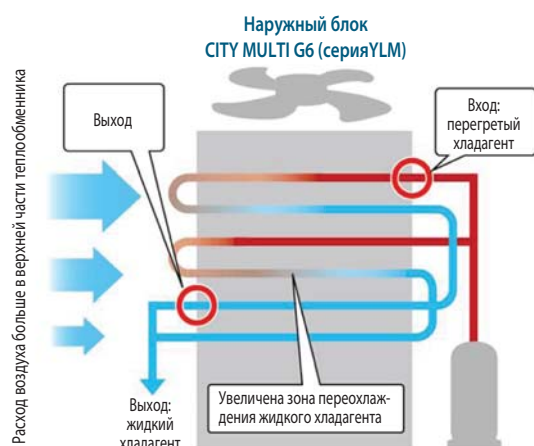 Наружный блок
CITY MULTI G6 (серияYLM)
Расход воздуха больше в верхней части теплообменника
Выход
Вход:
перегретый
хладагент
Увеличена зона переохлаж-
дения жидкого хладагента
Выход:
жидкий
хладагент